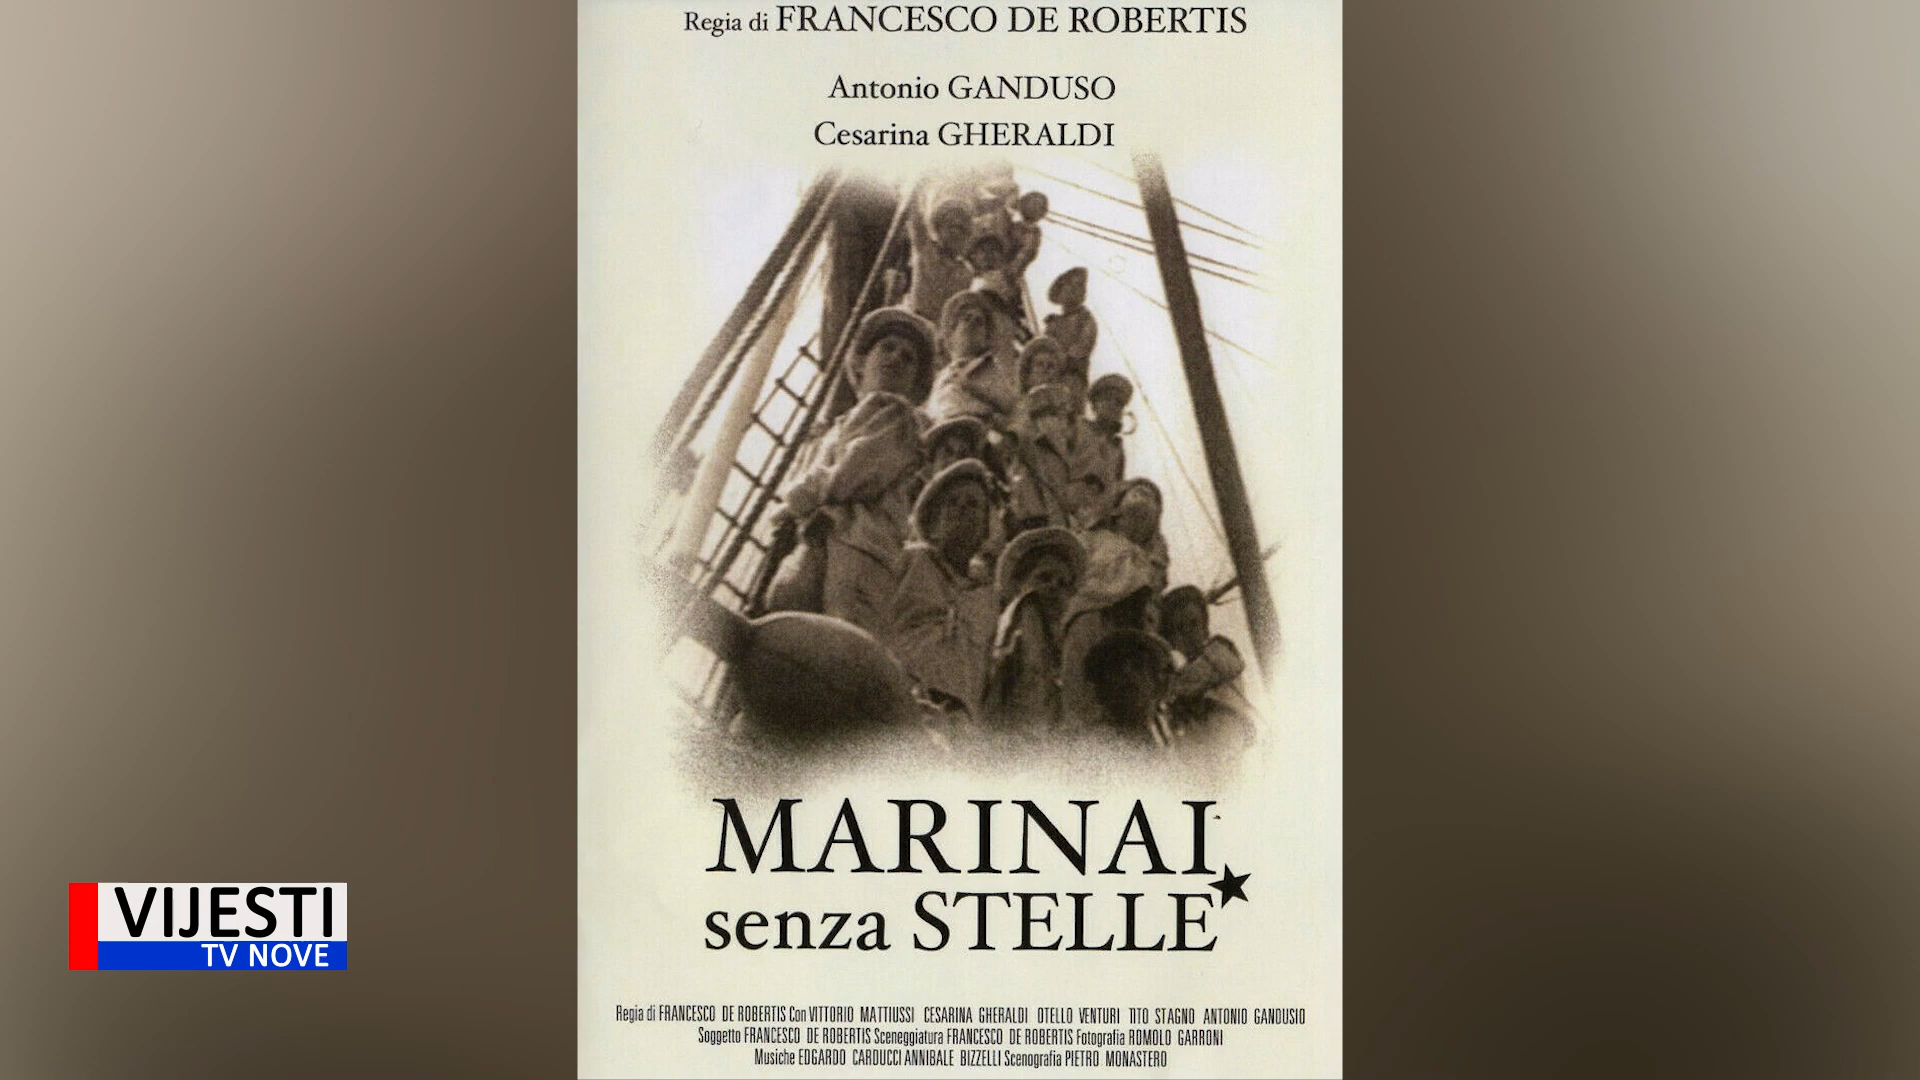 Regia di FRANCESCO DE ROBERTIS
Antonio GANDUSO
Cesarina GHERALDI
MARINAI
senza STELLE
VIJESTI
TV NOVE
Regia di FRANCESCO DE ROBERTIS Con VITTORIO MATTIUSSI CESARINA GHERALDI OTELLO VENTURI TITO STAGNO ANTONIO GANDUSIO
Soggetto FRANCESCO DE ROBERTIS Sceneggiatura FRANCESCO DE ROBERTIS Fotografia ROMOLO GARRONI
Musiche EDGARDO CARDUCCI ANNIBALE BIZZELLI Scenografia PIETRO MONASTERO